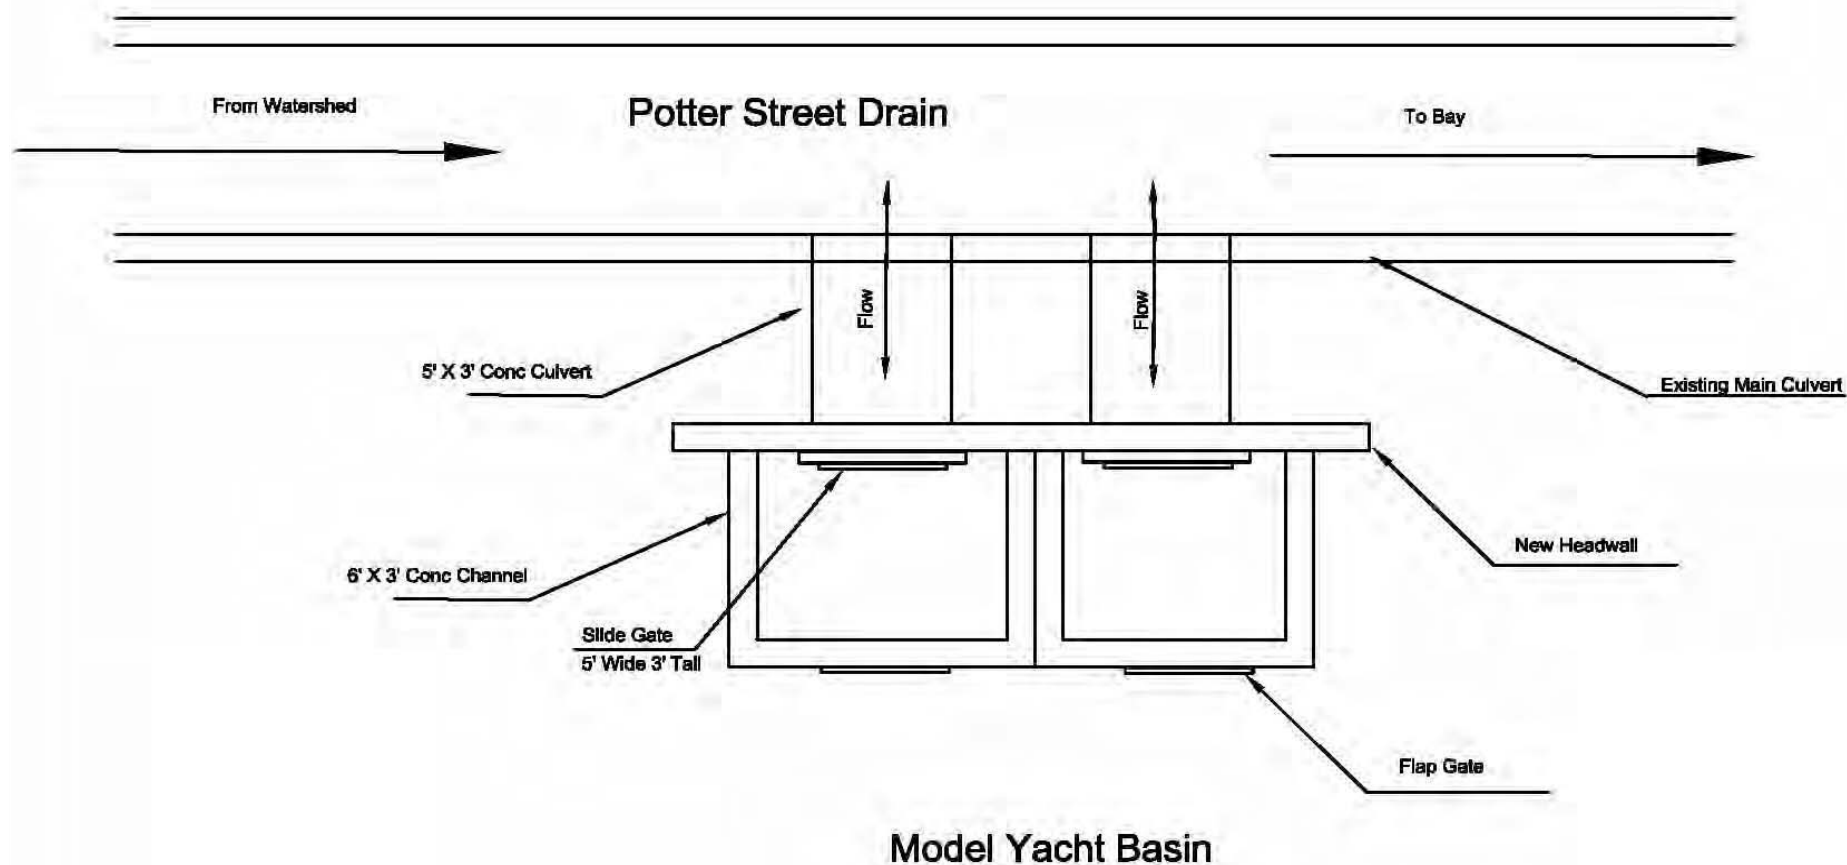 From Watershed
Potter Street Drain
To Bay
Flow
Flow
5' X 3' Conc Culvert
Existing Main Culvert
New Headwall
6' X 3' Conc Channel
Slide Gate
5' Wide 3' Tall
Flap Gate
Model Yacht Basin